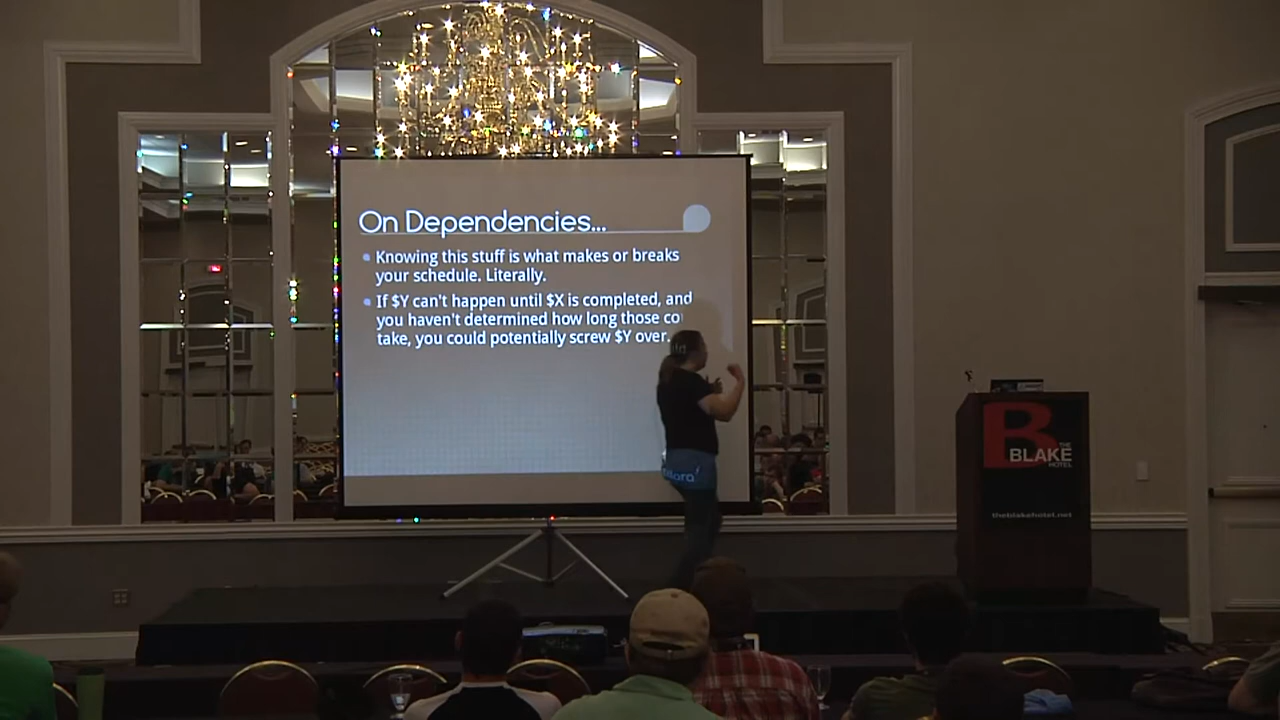 On Dependencies...
Knowing this stuff is what makes or breaks
your schedule. Literally.
If $Y can't happen until $X is completed, and
you haven't determined how long those
take, you could potentially screw $Y over.
B
THE
BLAKE
HOTEL
theblakehotel.net